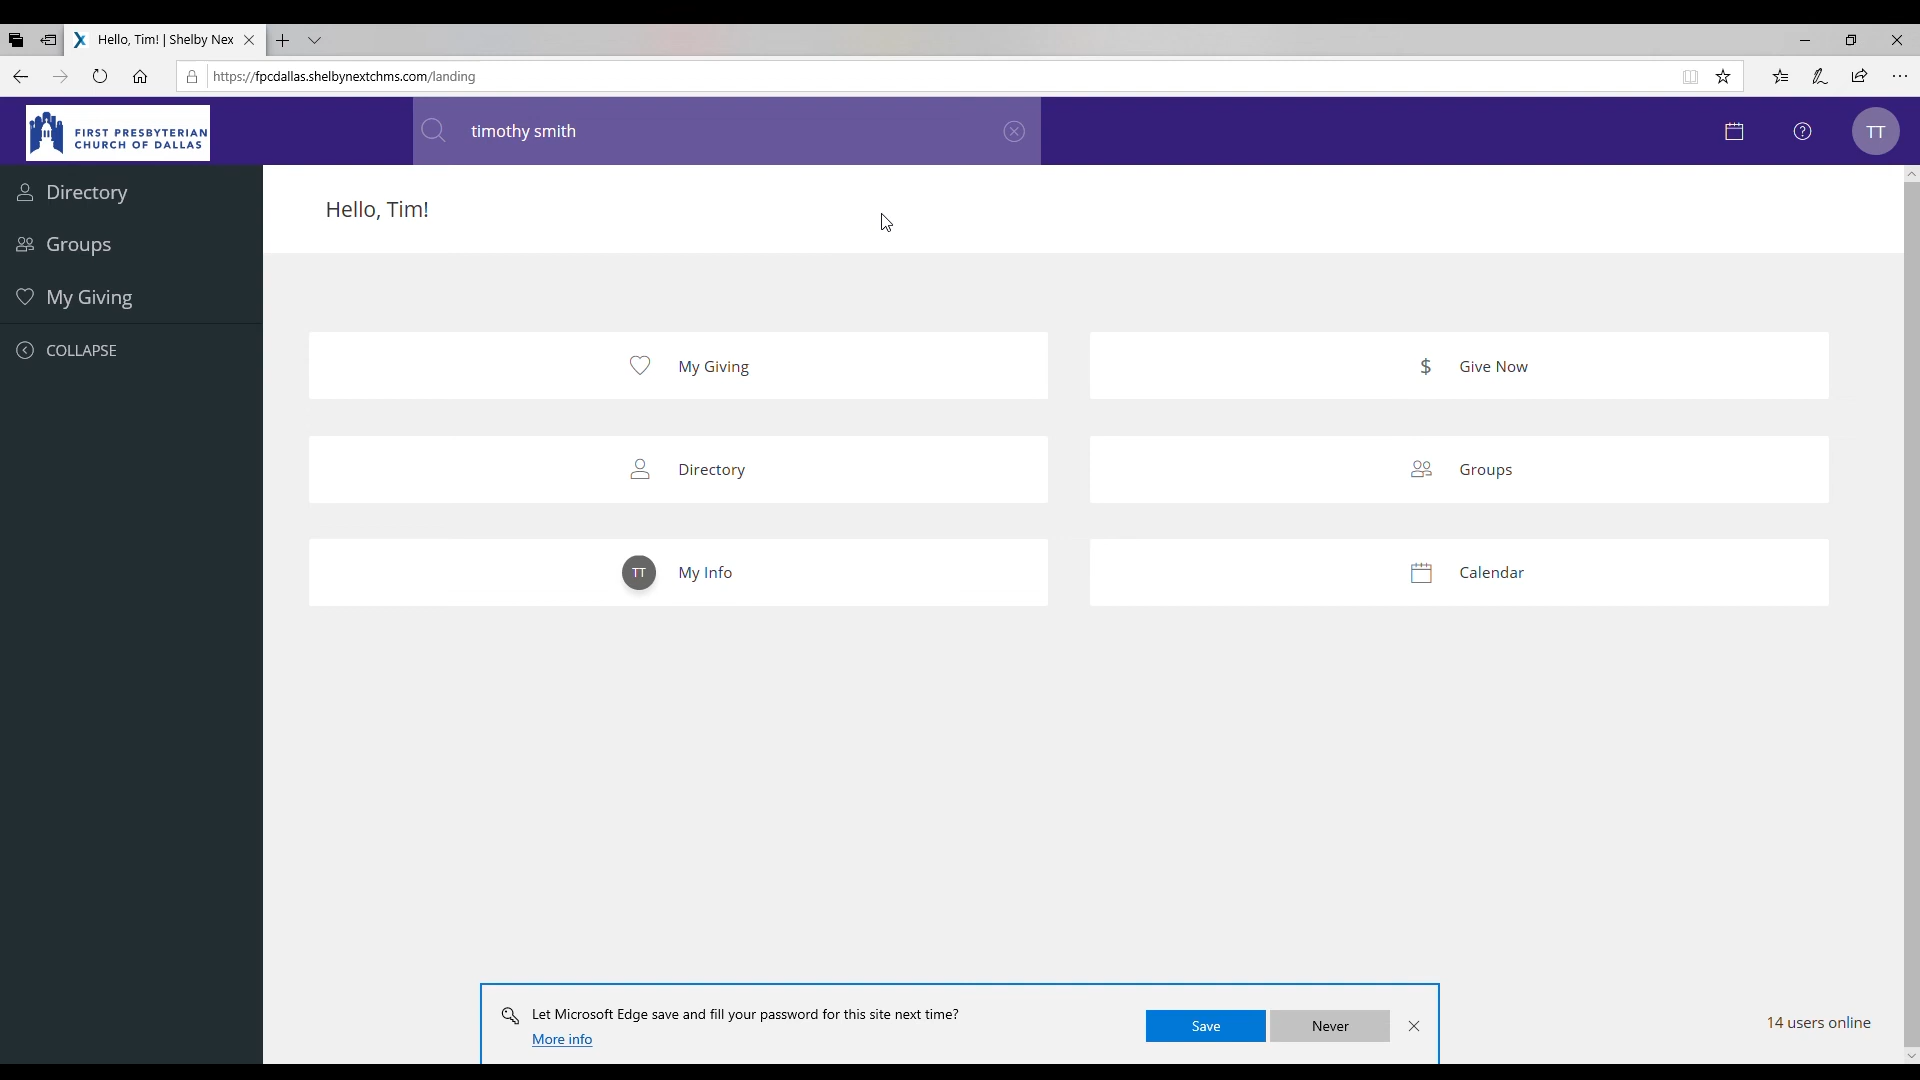 Hello, Tim! | Shelby Nex
https://fpcdallas.shelbynextchms.com/landing
FIRST PRESBYTERIAN
CHURCH OF DALLAS
timothy smith
TT
Directory
Groups
My Giving
COLLAPSE
Hello, Tim!
My Giving
$ Give Now
Directory
Groups
TT My Info
Calendar
Let Microsoft Edge save and fill your password for this site next time?
More info
Save
Never
14 users online